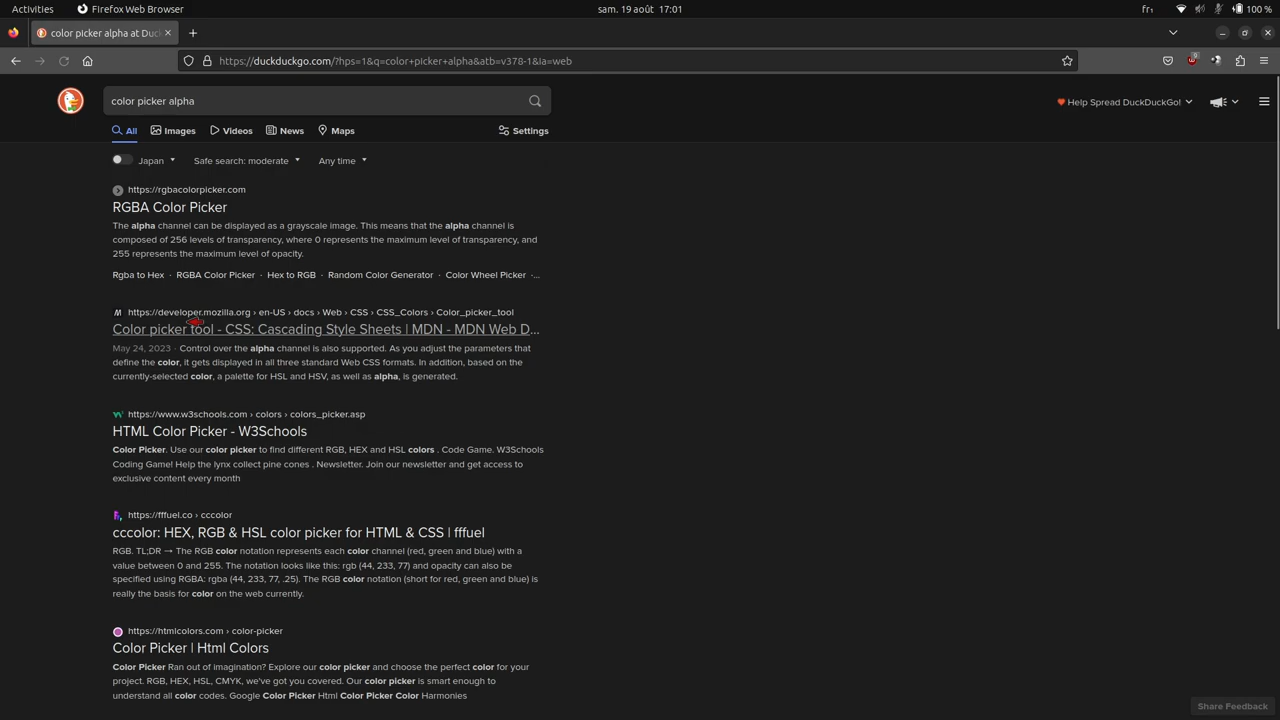 Activities
Firefox Web Browser
sam. 19 août 17:01
fr₁
100 %
color picker alpha at Duc
https://duckduckgo.com/?hps=1&q=color+picker+alpha&atb=v378-1&ia=web
9
color picker alpha
Help Spread DuckDuckGo!
All
Images
Videos
News
Maps
Settings
Japan
Safe search: moderate
Any time
https://rgbacolorpicker.com
RGBA Color Picker
The alpha channel can be displayed as a grayscale image. This means that the alpha channel is
composed of 256 levels of transparency, where 0 represents the maximum level of transparency, and
255 represents the maximum level of opacity.
Rgba to Hex · RGBA Color Picker · Hex to RGB · Random Color Generator · Color Wheel Picker ·...
https://developer.mozilla.org › en-US › docs › Web › CSS › CSS_Colors › Color_picker_tool
Color picker tool - CSS: Cascading Style Sheets | MDN - MDN Web D...
May 24, 2023 · Control over the alpha channel is also supported. As you adjust the parameters that
define the color, it gets displayed in all three standard Web CSS formats. In addition, based on the
currently-selected color, a palette for HSL and HSV, as well as alpha, is generated.
https://www.w3schools.com › colors › colors_picker.asp
HTML Color Picker - W3Schools
Color Picker. Use our color picker to find different RGB, HEX and HSL colors . Code Game. W3Schools
Coding Game! Help the lynx collect pine cones . Newsletter. Join our newsletter and get access to
exclusive content every month
https://fffuel.co › cccolor
cccolor: HEX, RGB & HSL color picker for HTML & CSS | fffuel
RGB. TL;DR → The RGB color notation represents each color channel (red, green and blue) with a
value between 0 and 255. The notation looks like this: rgb (44, 233, 77) and opacity can also be
specified using RGBA: rgba (44, 233, 77, .25). The RGB color notation (short for red, green and blue) is
really the basis for color on the web currently.
https://htmlcolors.com › color-picker
Color Picker | Html Colors
Color Picker Ran out of imagination? Explore our color picker and choose the perfect color for your
project. RGB, HEX, HSL, CMYK, we've got you covered. Our color picker is smart enough to
understand all color codes. Google Color Picker Html Color Picker Color Harmonies
Share Feedback